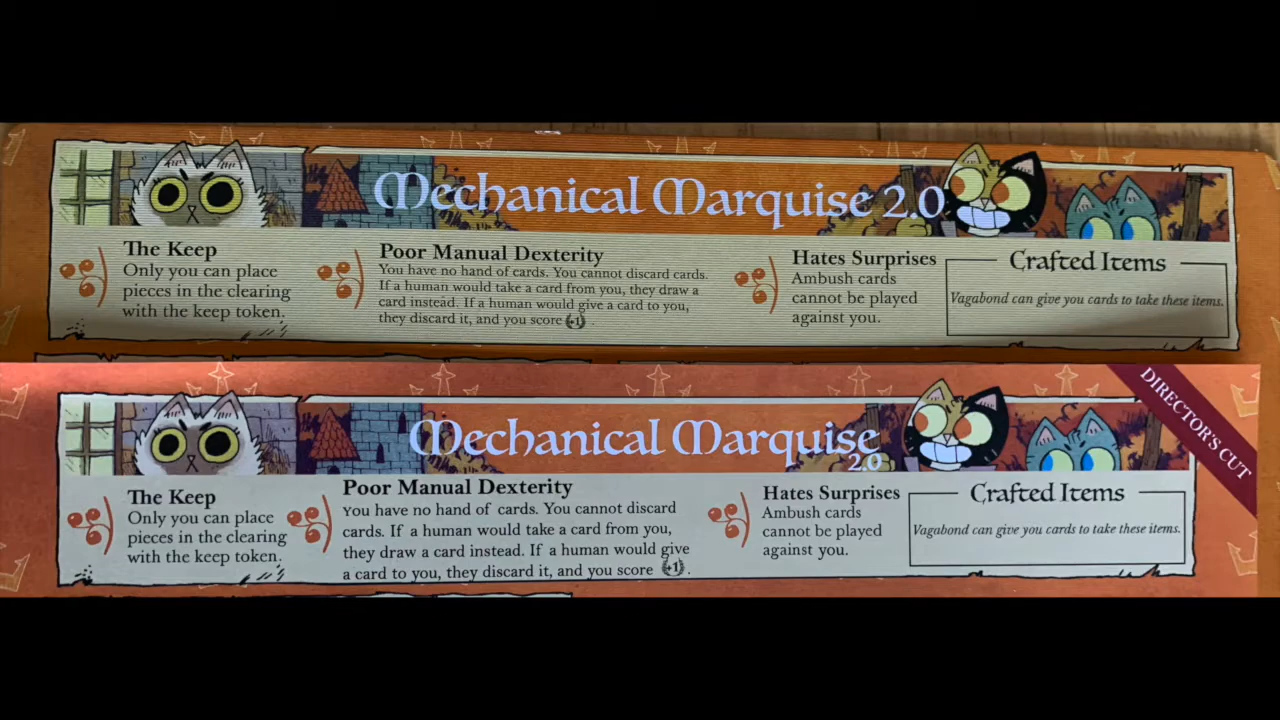 Mechanical Marquise 2.0
The Keep
Only you can place
pieces in the clearing
with the keep token.
Poor Manual Dexterity
You have no hand of cards. You cannot discard cards.
If a human would take a card from you, they draw a
card instead. If a human would give a card to you,
they discard it, and you score +1 .
Hates Surprises
Ambush cards
cannot be played
against you.
Crafted Items
Vagabond can give you cards to take these items.
DIRECTOR'S CUT
Mechanical Marquise
2.0
The Keep
Only you can place
pieces in the clearing
with the keep token.
Poor Manual Dexterity
You have no hand of cards. You cannot discard
cards. If a human would take a card from you,
they draw a card instead. If a human would give
a card to you, they discard it, and you score +1.
Hates Surprises
Ambush cards
cannot be played
against you.
Crafted Items
Vagabond can give you cards to take these items.